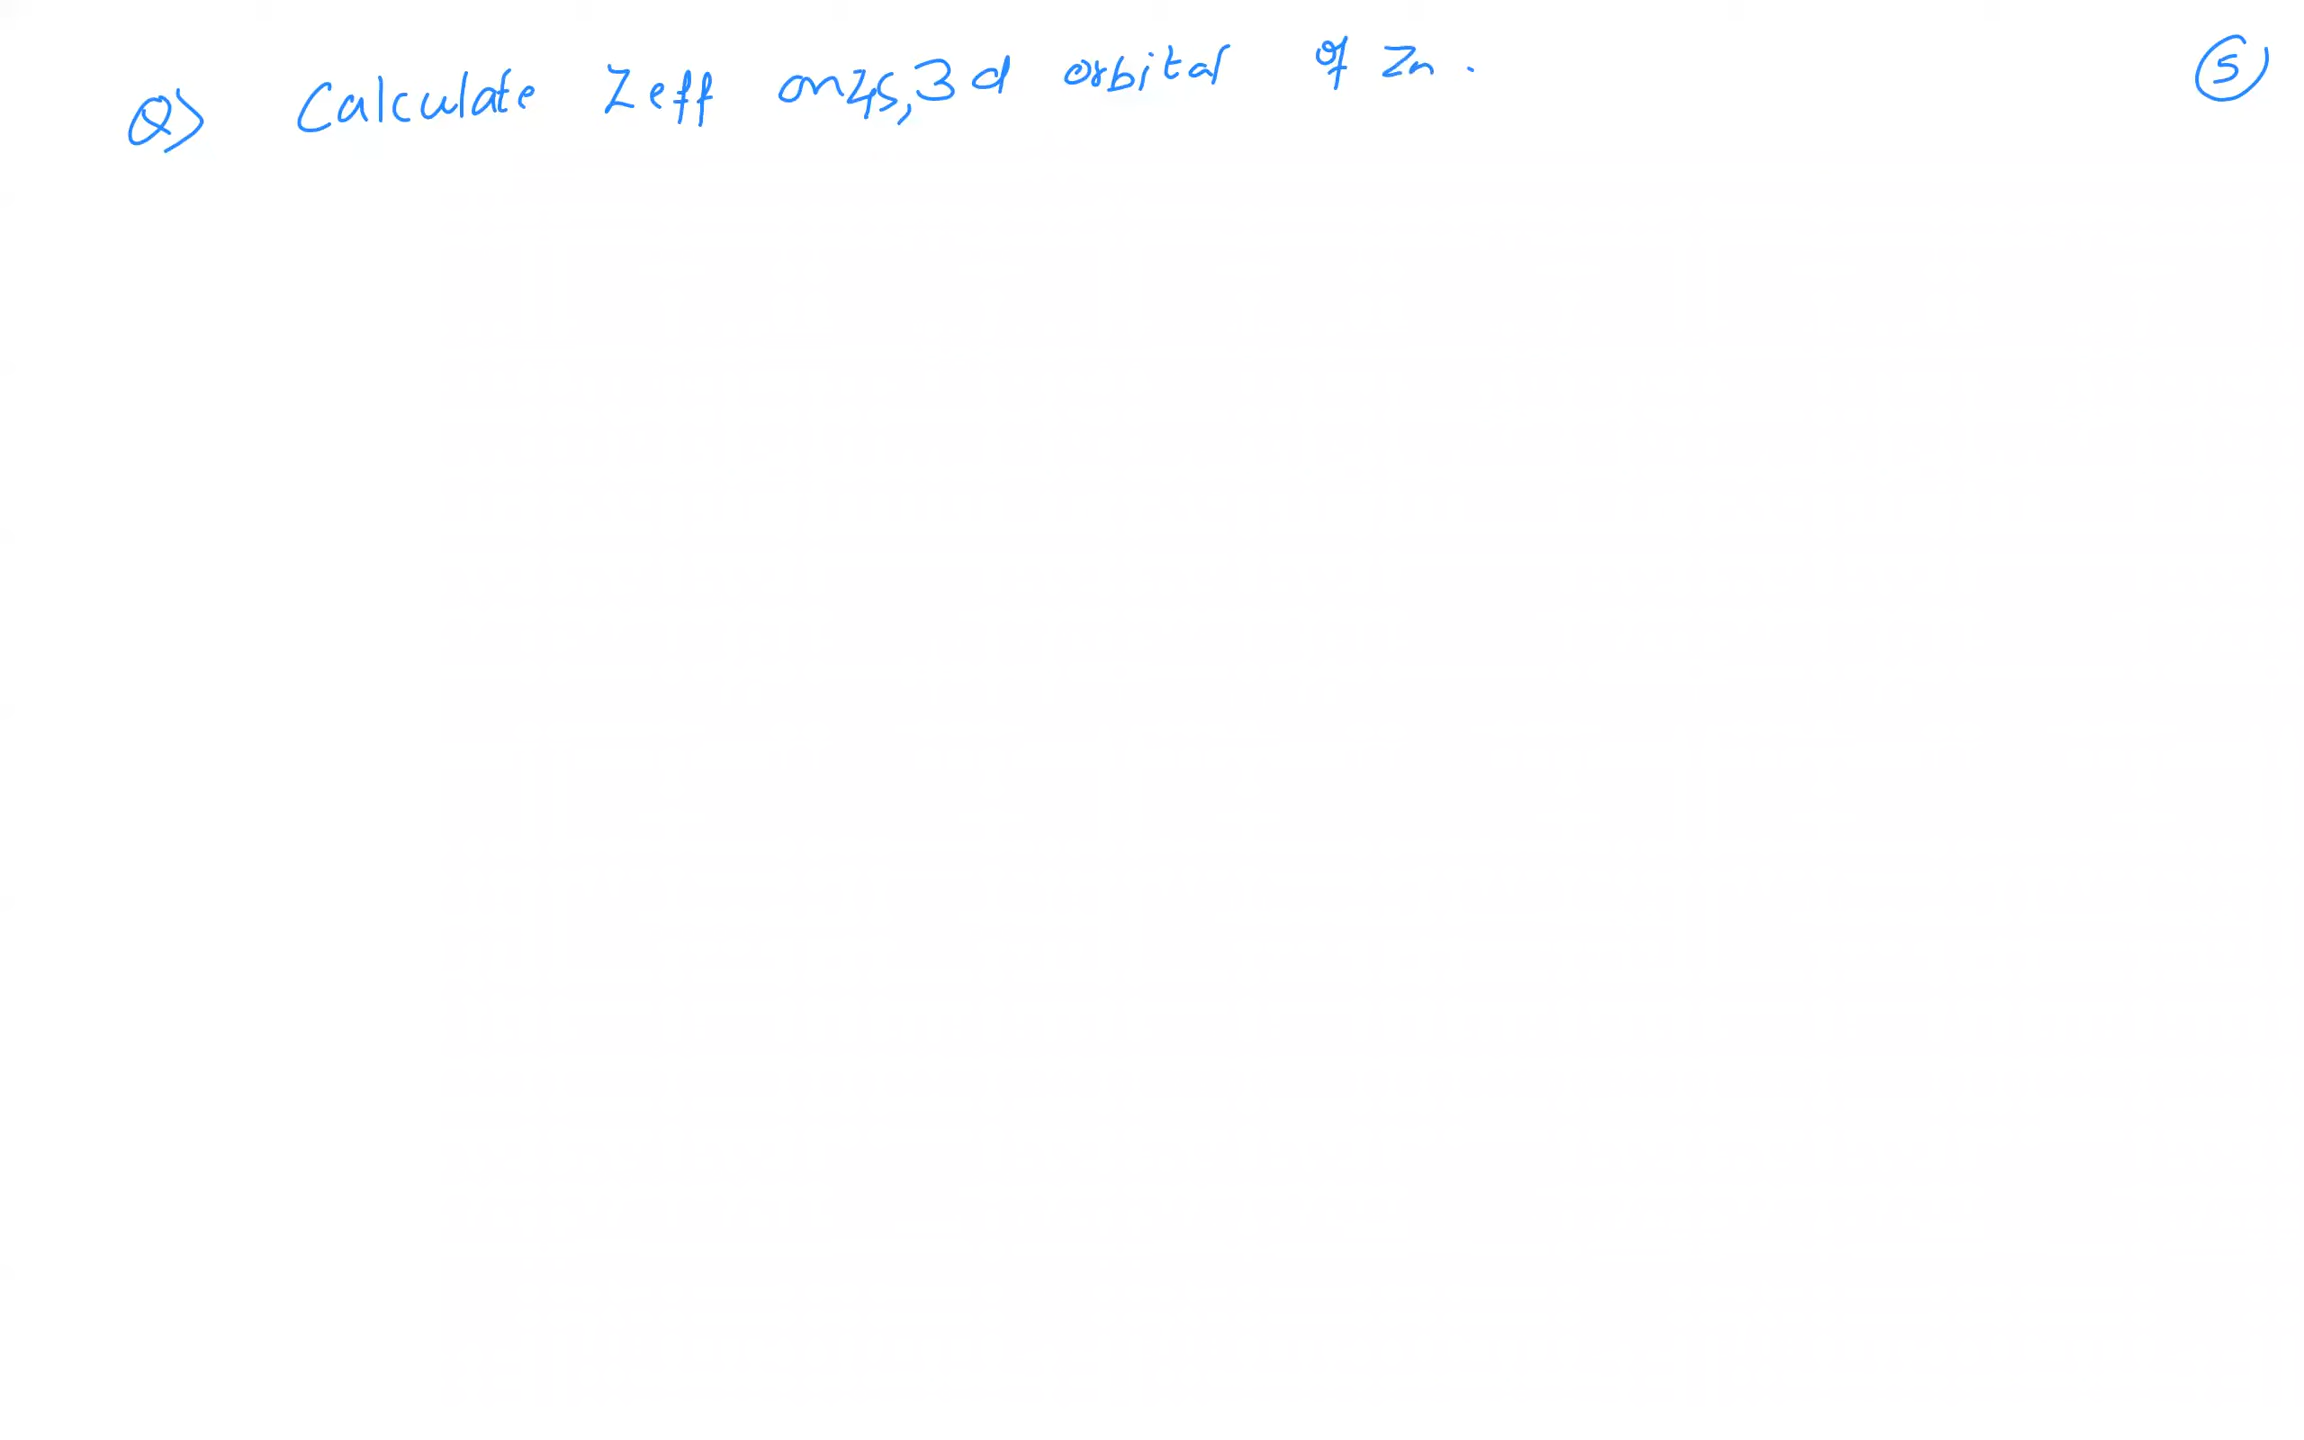 Q) Calculate Zeff on 4s, 3d orbital of Zn. 5